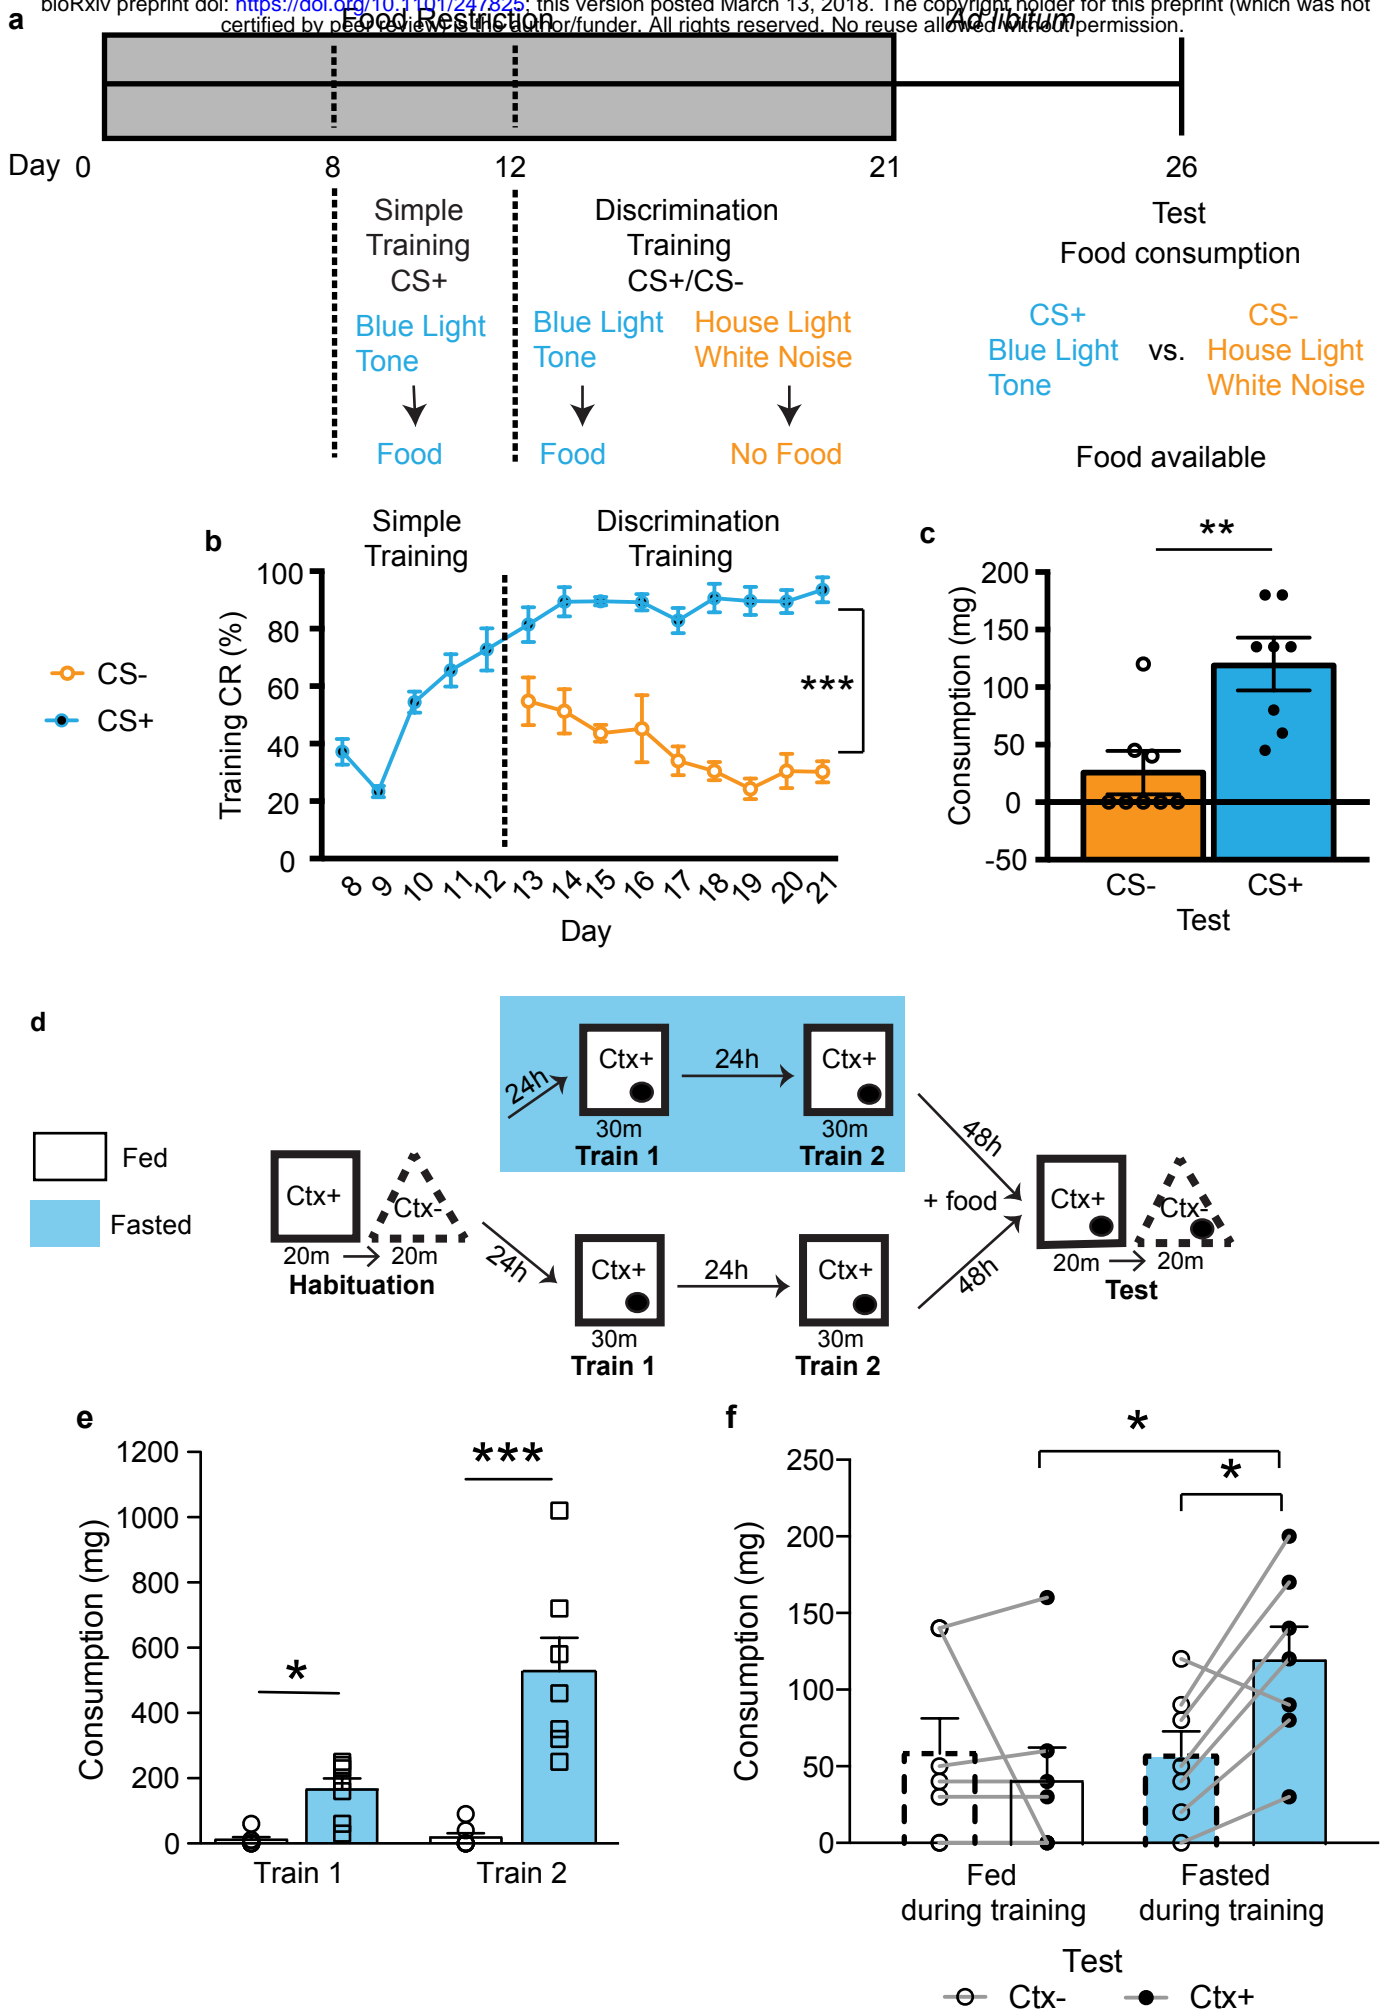 bioRxiv preprint doi: https://doi.org/10.1101/247825; this version posted March 13, 2018. The copyright holder for this preprint (which was not
certified by peer review) is the author/funder. All rights reserved. No reuse allowed without permission.
a
Food Restriction
Ad libitum
Day 0 8 12 21 26
Simple
Training
CS+
Blue Light
Tone
Food
Discrimination
Training
CS+/CS-
Blue Light
Tone
Food
House Light
White Noise
No Food
Test
Food consumption
CS+
Blue Light
Tone
vs.
CS-
House Light
White Noise
Food available
b
Simple
Training
Discrimination
Training
CS-
CS+
Training CR (%)
100
80
60
40
20
0
***
8 9 10 11 12 13 14 15 16 17 18 19 20 21
Day
c
**
Consumption (mg)
200
150
100
50
0
-50
CS- CS+
Test
d
Fed
Fasted
Ctx+ Ctx-
20m 20m
Habituation
24h
Ctx+ 24h Ctx+
30m 30m
Train 1 Train 2
24h
Ctx+ 24h Ctx+
30m 30m
Train 1 Train 2
48h
+ food
48h
Ctx+ Ctx-
20m 20m
Test
e
Consumption (mg)
1200
1000
800
600
400
200
0
*
***
Train 1 Train 2
f
Consumption (mg)
250
200
150
100
50
0
*
*
Fed
during training
Fasted
during training
Test
Ctx- Ctx+